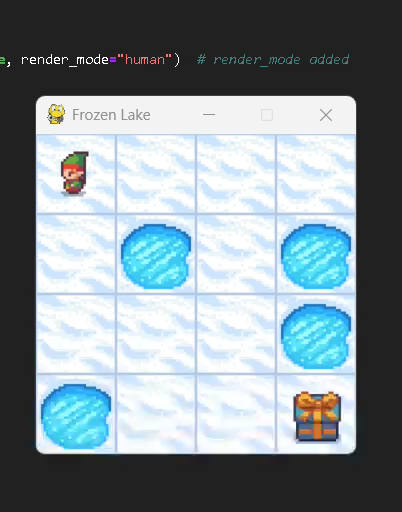 e, render_mode="human")  # render_mode added
Frozen Lake